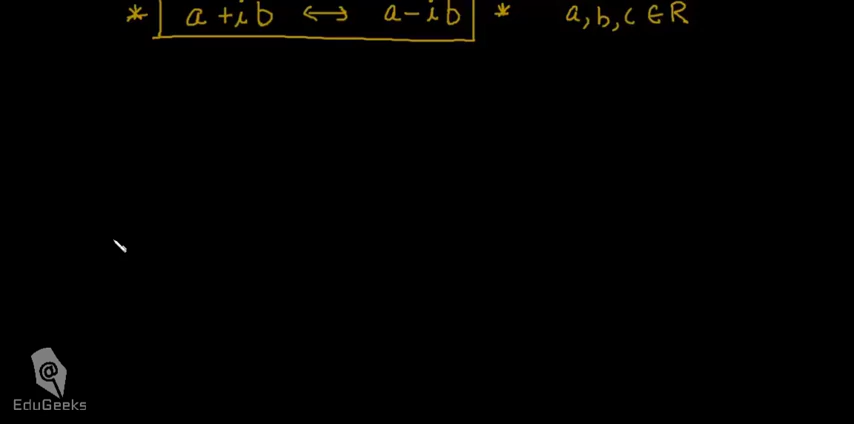 * a + ib ↔ a - ib * a, b, c ∈ R
@
EduGeeks